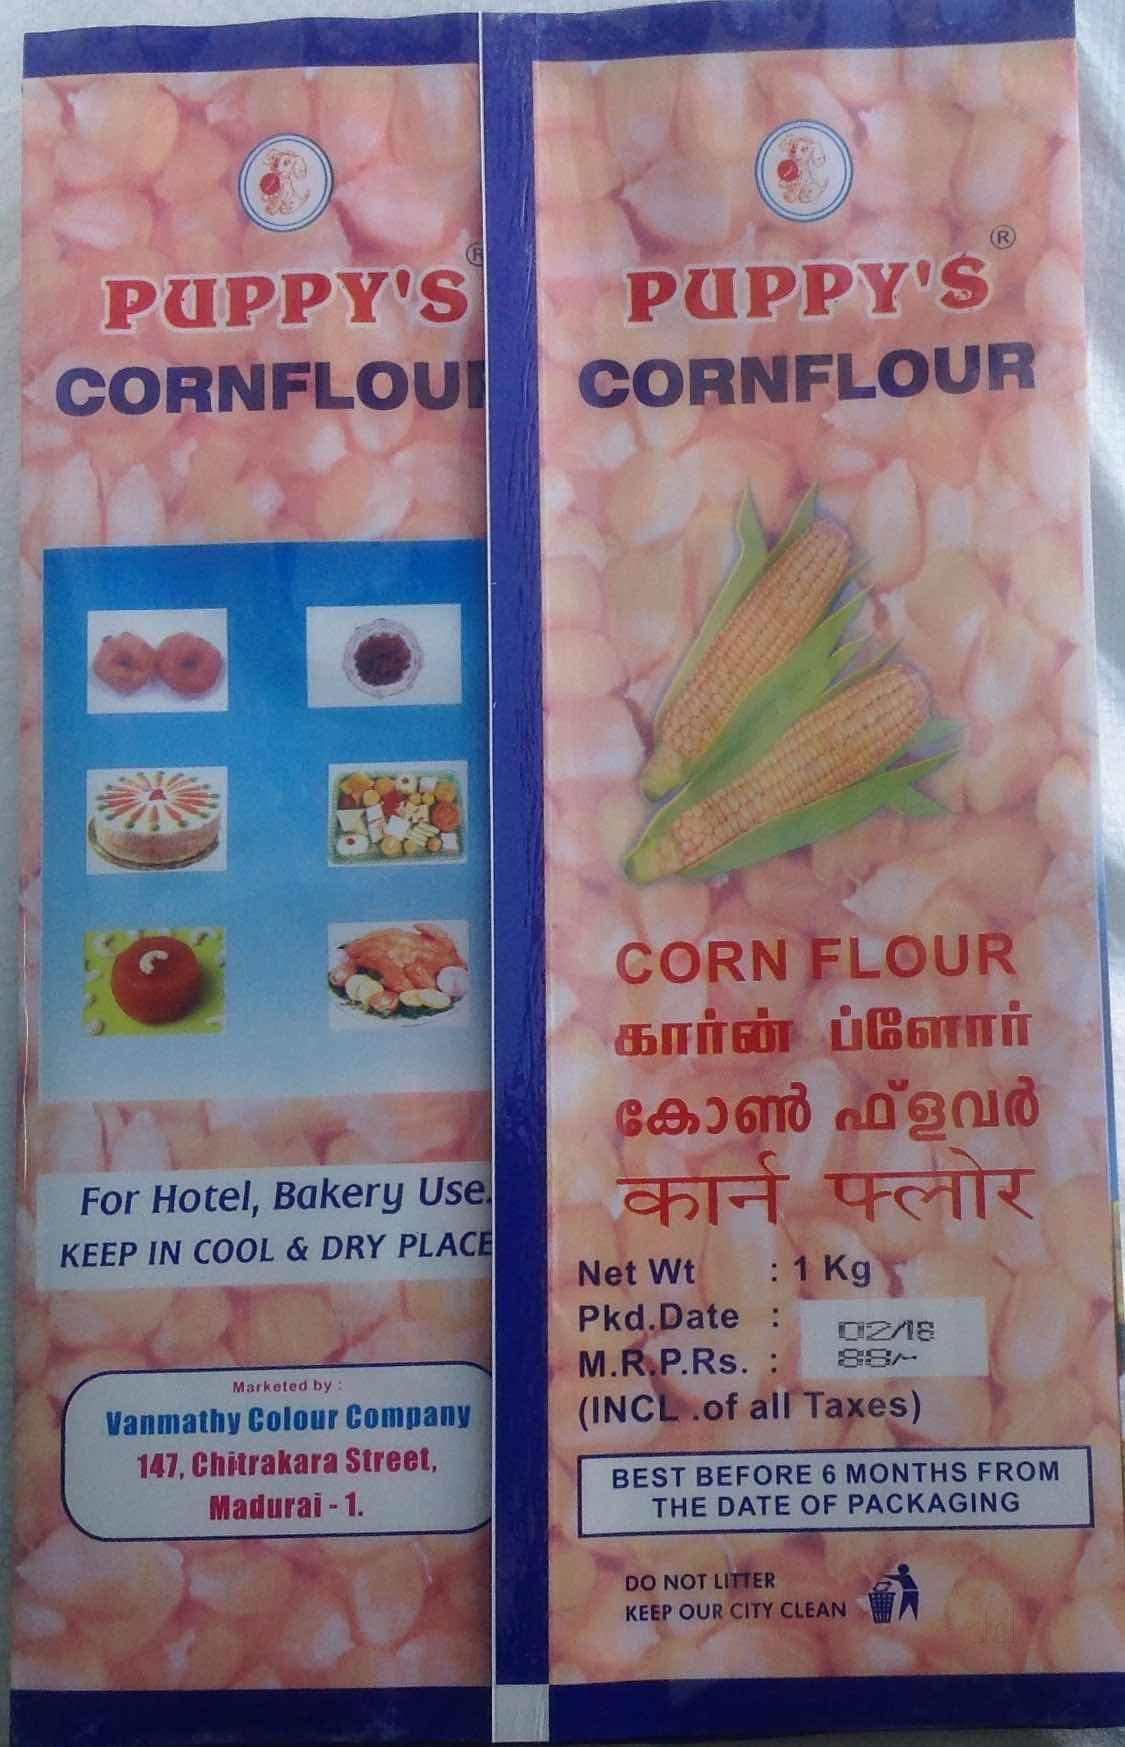 PUPPY'S
CORNFLOU
For Hotel, Bakery Use.
KEEP IN COOL & DRY PLACE
Marketed by :
Vanmathy Colour Company
147, Chitrakara Street,
Madurai - 1.
®
PUPPY'S
CORNFLOUR
CORN FLOUR
கார்ன் ப்ளோர்
കോൺ ഫ്ളവർ
कार्न फ्लोर
Net Wt : 1 Kg
Pkd.Date : 02/18
M.R.P.Rs. : 88/-
(INCL .of all Taxes)
BEST BEFORE 6 MONTHS FROM
THE DATE OF PACKAGING
DO NOT LITTER
KEEP OUR CITY CLEAN